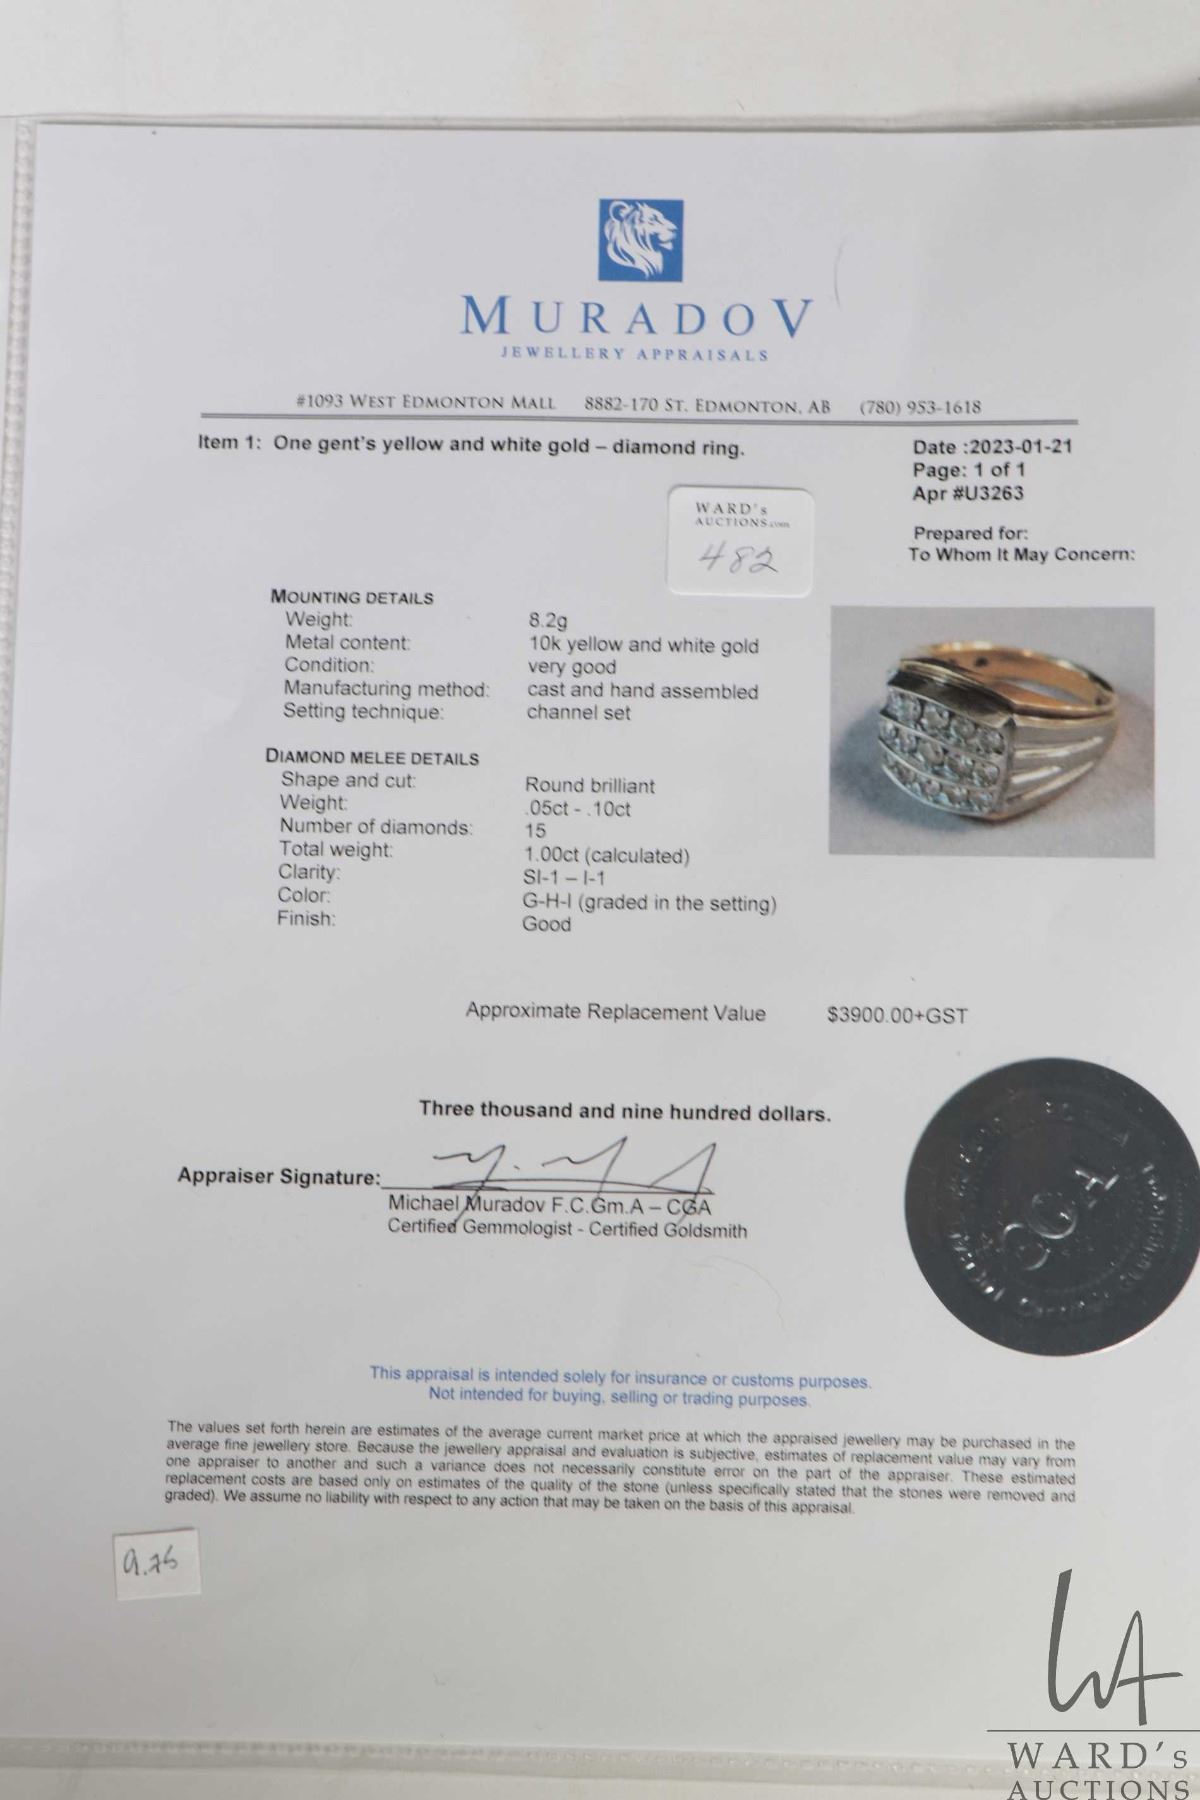 MURADOV
JEWELLERY APPRAISALS
#1093 WEST EDMONTON MALL 8882-170 ST. EDMONTON, AB (780) 953-1618
Item 1: One gent's yellow and white gold – diamond ring.
Date :2023-01-21
Page: 1 of 1
Apr #U3263
WARD's
AUCTIONS.com
482
Prepared for:
To Whom It May Concern:
MOUNTING DETAILS
Weight: 8.2g
Metal content: 10k yellow and white gold
Condition: very good
Manufacturing method: cast and hand assembled
Setting technique: channel set
DIAMOND MELEE DETAILS
Shape and cut: Round brilliant
Weight: .05ct - .10ct
Number of diamonds: 15
Total weight: 1.00ct (calculated)
Clarity: SI-1 – I-1
Color: G-H-I (graded in the setting)
Finish: Good
Approximate Replacement Value $3900.00+GST
Three thousand and nine hundred dollars.
Appraiser Signature:
Michael Muradov F.C.Gm.A – CGA
Certified Gemmologist - Certified Goldsmith
CGA
This appraisal is intended solely for insurance or customs purposes.
Not intended for buying, selling or trading purposes.
The values set forth herein are estimates of the average current market price at which the appraised jewellery may be purchased in the
average fine jewellery store. Because the jewellery appraisal and evaluation is subjective, estimates of replacement value may vary from
one appraiser to another and such a variance does not necessarily constitute error on the part of the appraiser. These estimated
replacement costs are based only on estimates of the quality of the stone (unless specifically stated that the stones were removed and
graded). We assume no liability with respect to any action that may be taken on the basis of this appraisal.
9.75
WA
WARD's
AUCTIONS